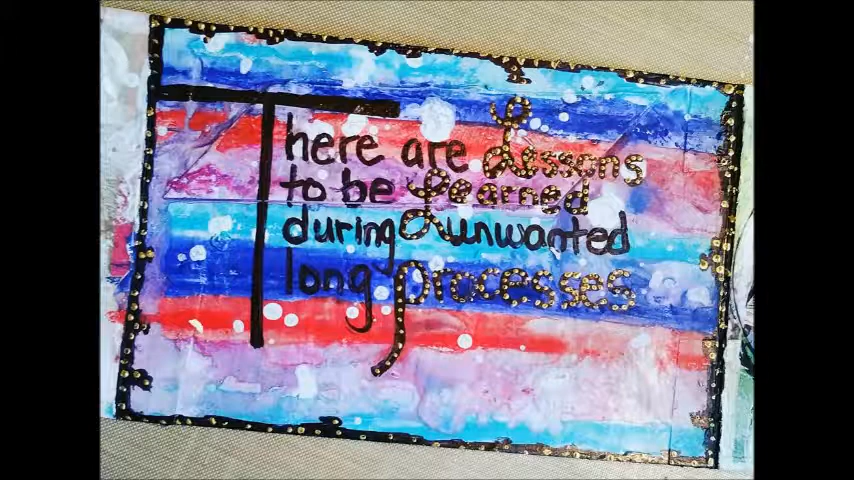 There are Lessons
to be Learned
during unwanted
long processes